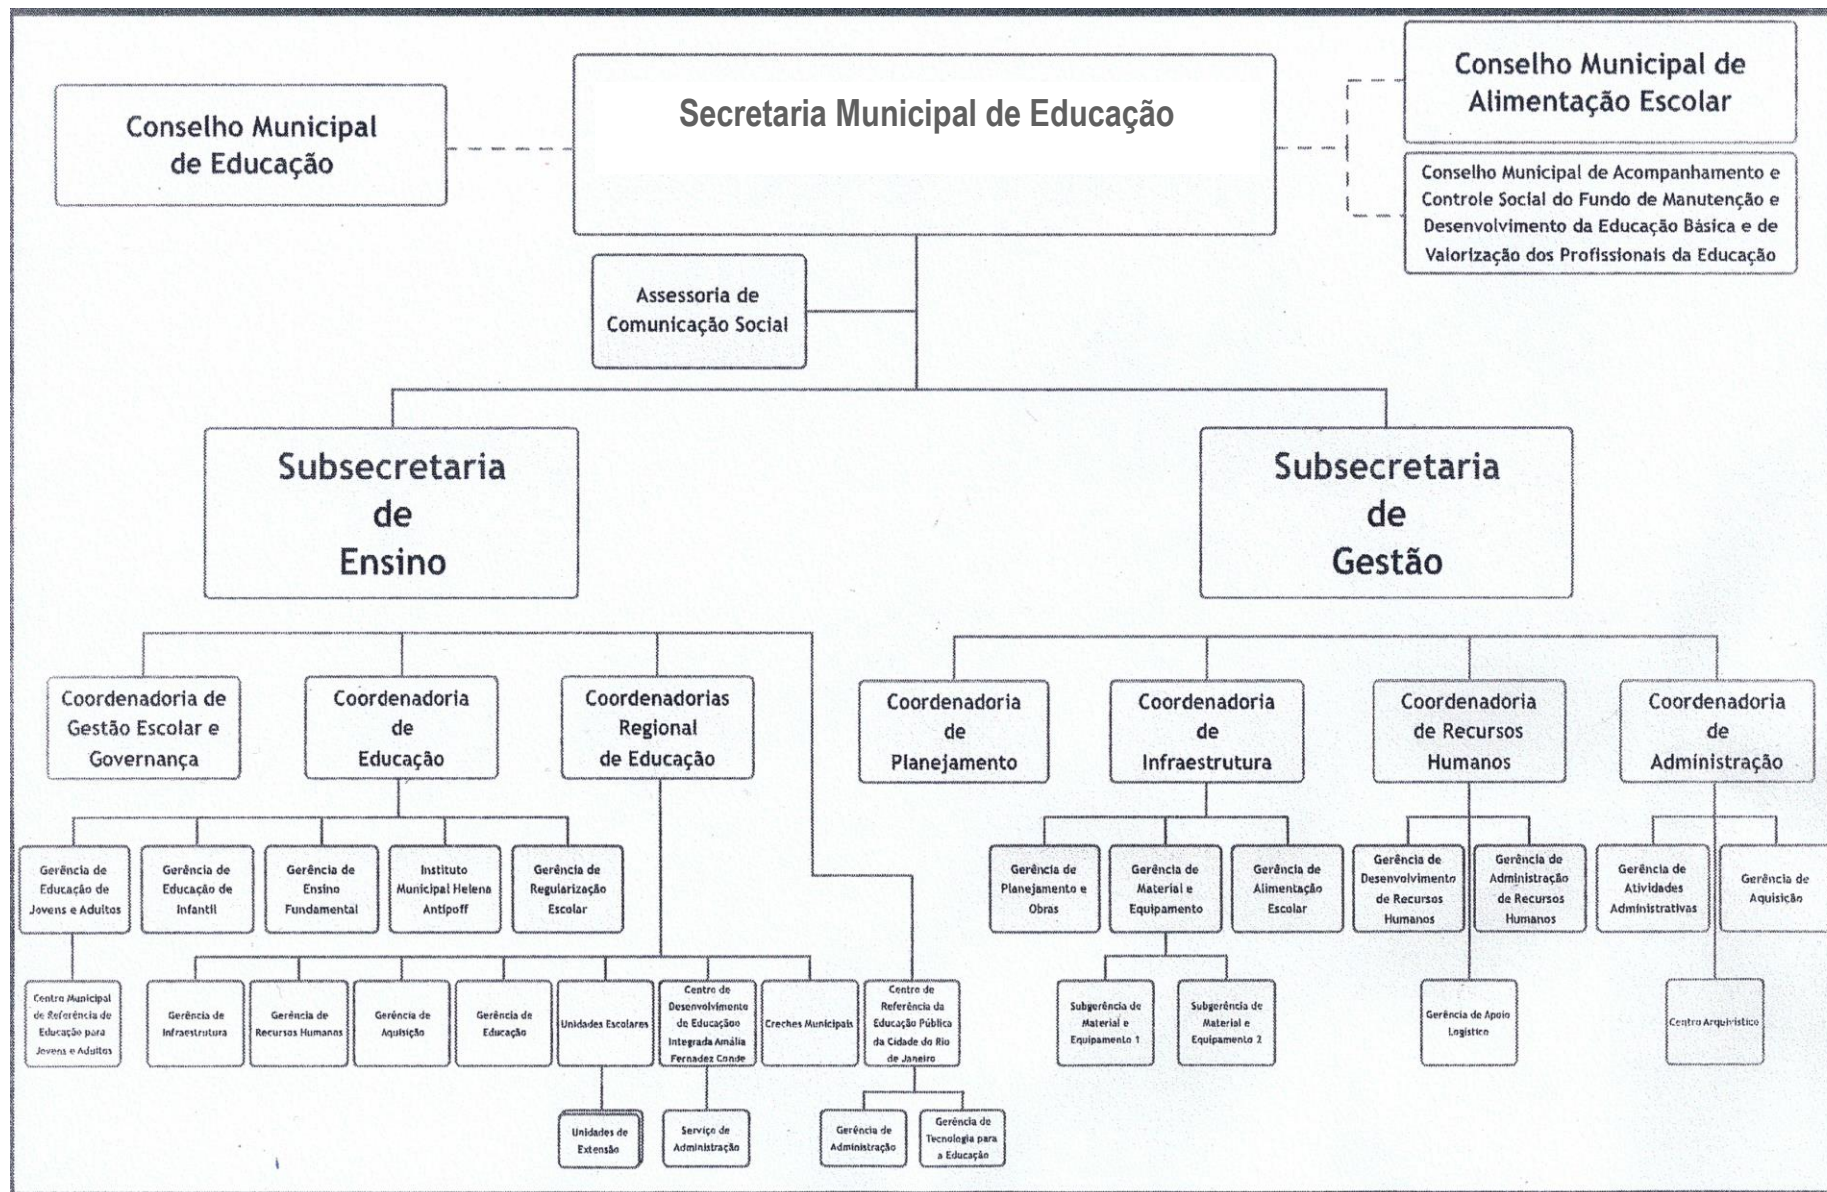 Conselho Municipal
de Educação
Secretaria Municipal de Educação
Conselho Municipal de
Alimentação Escolar
Conselho Municipal de Acompanhamento e
Controle Social do Fundo de Manutenção e
Desenvolvimento da Educação Básica e de
Valorização dos Profissionais da Educação
Assessoria de
Comunicação Social
Subsecretaria
de
Ensino
Subsecretaria
de
Gestão
Coordenadoria de
Gestão Escolar e
Governança
Coordenadoria
de
Educação
Coordenadorias
Regional
de Educação
Coordenadoria
de
Planejamento
Coordenadoria
de
Infraestrutura
Coordenadoria
de Recursos
Humanos
Coordenadoria
de
Administração
Gerência de
Educação de
Jovens e Adultos
Gerência de
Educação de
Infantil
Gerência de
Ensino
Fundamental
Instituto
Municipal Helena
Antipoff
Gerência de
Regularização
Escolar
Gerência de
Planejamento e
Obras
Gerência de
Material e
Equipamento
Gerência de
Alimentação
Escolar
Gerência de
Desenvolvimento
de Recursos
Humanos
Gerência de
Administração
de Recursos
Humanos
Gerência de
Atividades
Administrativas
Gerência de
Aquisição
Centro Municipal
de Referência de
Educação para
Jovens e Adultos
Gerência de
Infraestrutura
Gerência de
Recursos Humanos
Gerência de
Aquisição
Gerência de
Educação
Unidades Escolares
Centro de
Desenvolvimento
de Educaçãoo
Integrada Amália
Fernadez Conde
Creches Municipais
Centro de
Referência da
Educação Pública
da Cidade do Rio
de Janeiro
Subgerência de
Material e
Equipamento 1
Subgerência de
Material e
Equipamento 2
Gerência de Apoio
Logístico
Centro Arquivístico
Unidades de
Extensão
Serviço de
Administração
Gerência de
Administração
Gerência de
Tecnologia para
a Educação